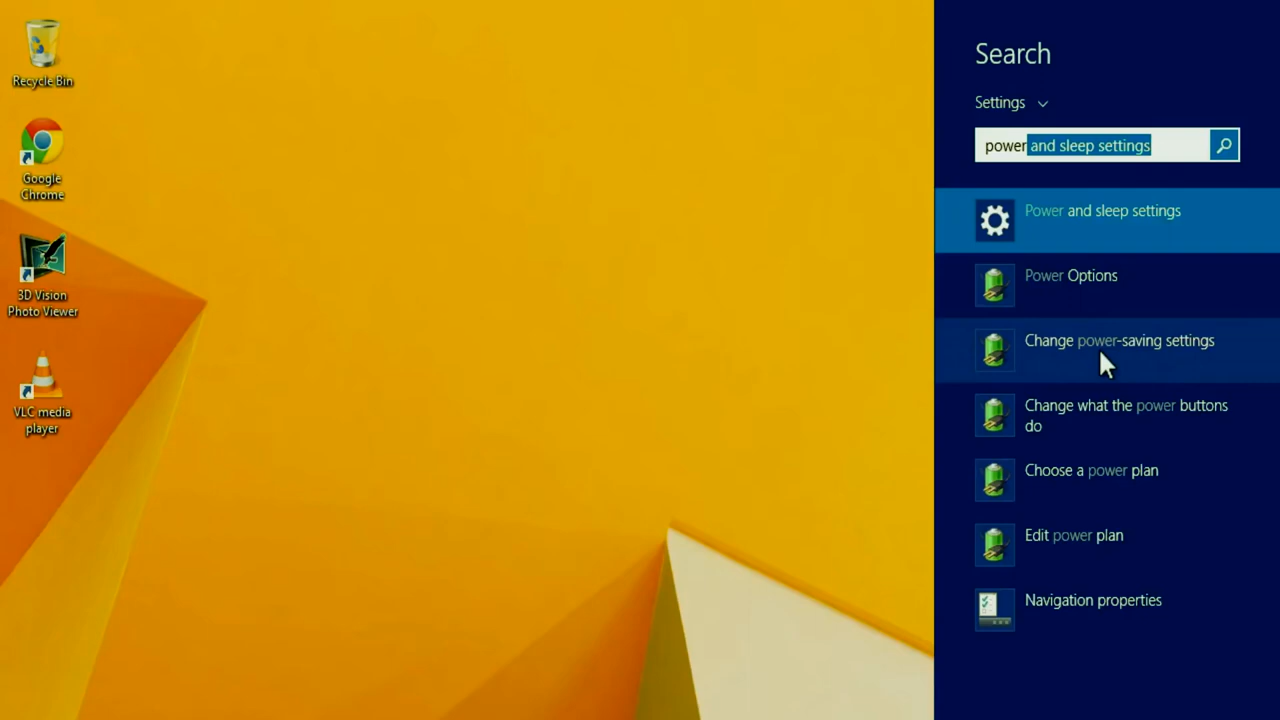 Recycle Bin
Google
Chrome
3D Vision
Photo Viewer
VLC media
player
Search
Settings
power and sleep settings
Power and sleep settings
Power Options
Change power-saving settings
Change what the power buttons
do
Choose a power plan
Edit power plan
Navigation properties